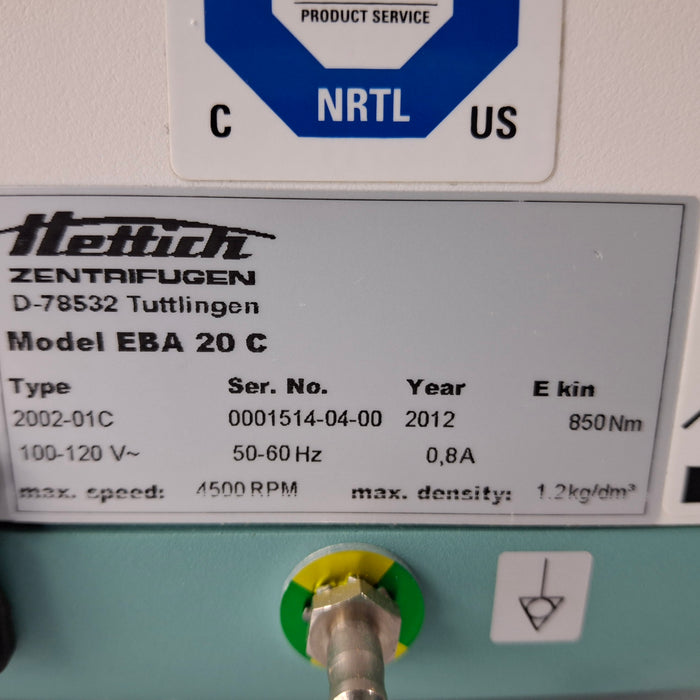 PRODUCT SERVICE
C NRTL US
Hettich
ZENTRIFUGEN
D-78532 Tuttlingen
Model EBA 20 C
Type Ser. No. Year E kin
2002-01C 0001514-04-00 2012 850 Nm
100-120 V~ 50-60 Hz 0,8A
max. speed: 4500 RPM max. density: 1.2kg/dm³